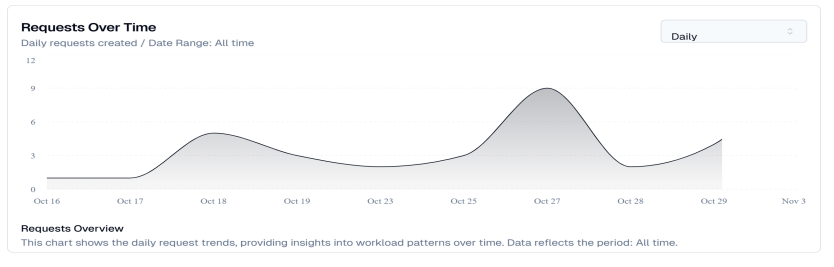 Requests Over Time
Daily requests created / Date Range: All time
Daily
12
9
6
3
0
Oct 16 Oct 17 Oct 18 Oct 19 Oct 23 Oct 25 Oct 27 Oct 28 Oct 29 Nov 3
Requests Overview
This chart shows the daily request trends, providing insights into workload patterns over time. Data reflects the period: All time.